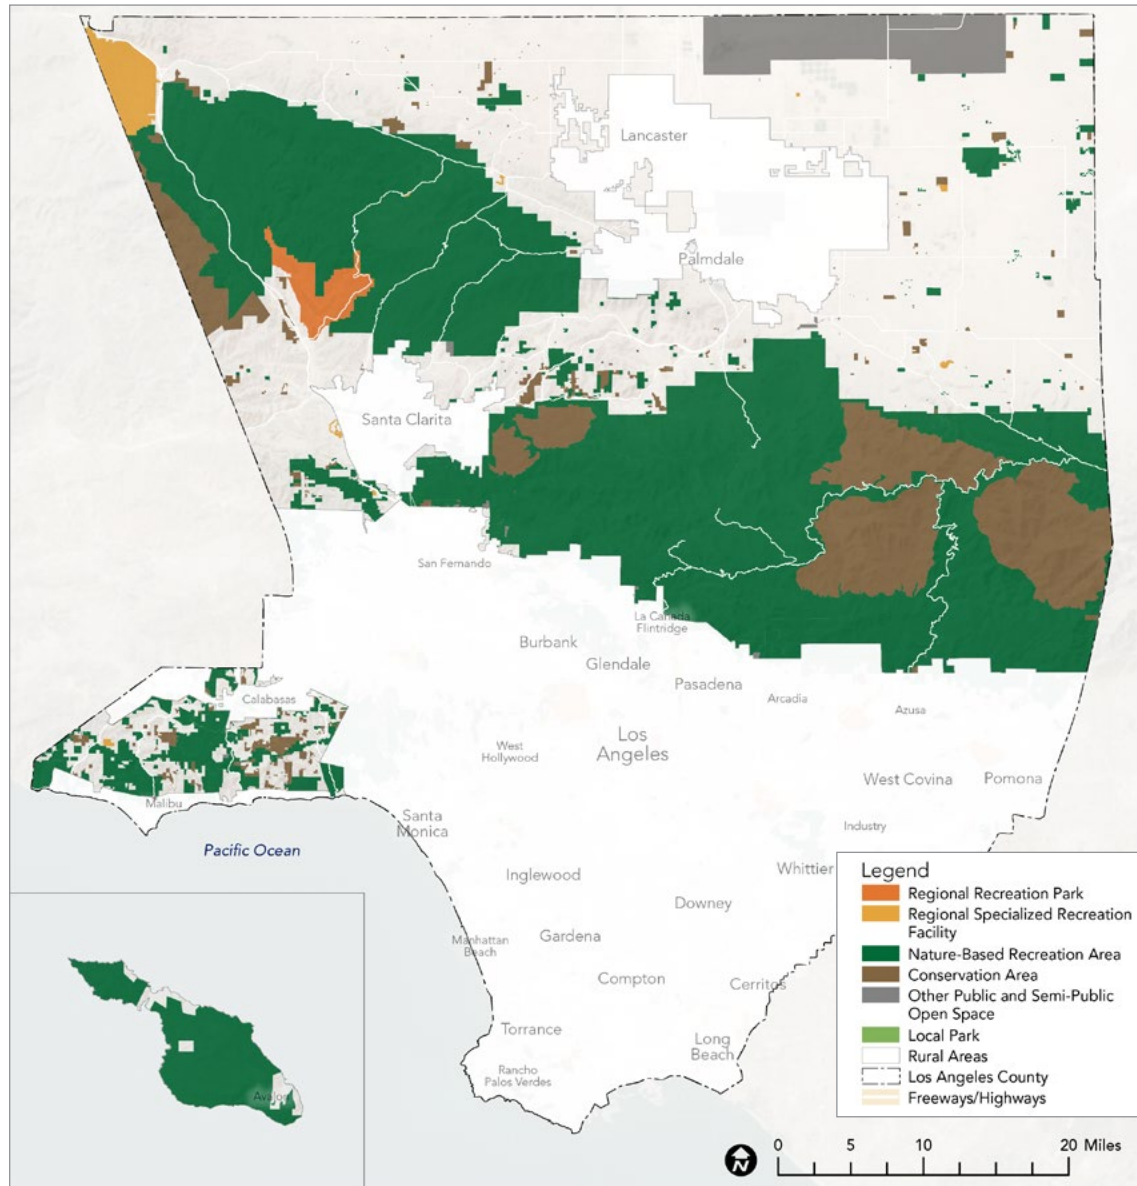 Lancaster
Palmdale
Santa Clarita
San Fernando
La Cañada
Flintridge
Burbank
Glendale
Pasadena
Arcadia
Azusa
Calabasas
Los
Angeles
West
Hollywood
West Covina
Pomona
Malibu
Santa
Monica
Industry
Pacific Ocean
Whittier
Inglewood
Downey
Manhattan
Beach
Gardena
Compton
Cerritos
Torrance
Long
Beach
Rancho
Palos Verdes
Avalon
Legend
Regional Recreation Park
Regional Specialized Recreation
Facility
Nature-Based Recreation Area
Conservation Area
Other Public and Semi-Public
Open Space
Local Park
Rural Areas
Los Angeles County
Freeways/Highways
N
0 5 10 20 Miles